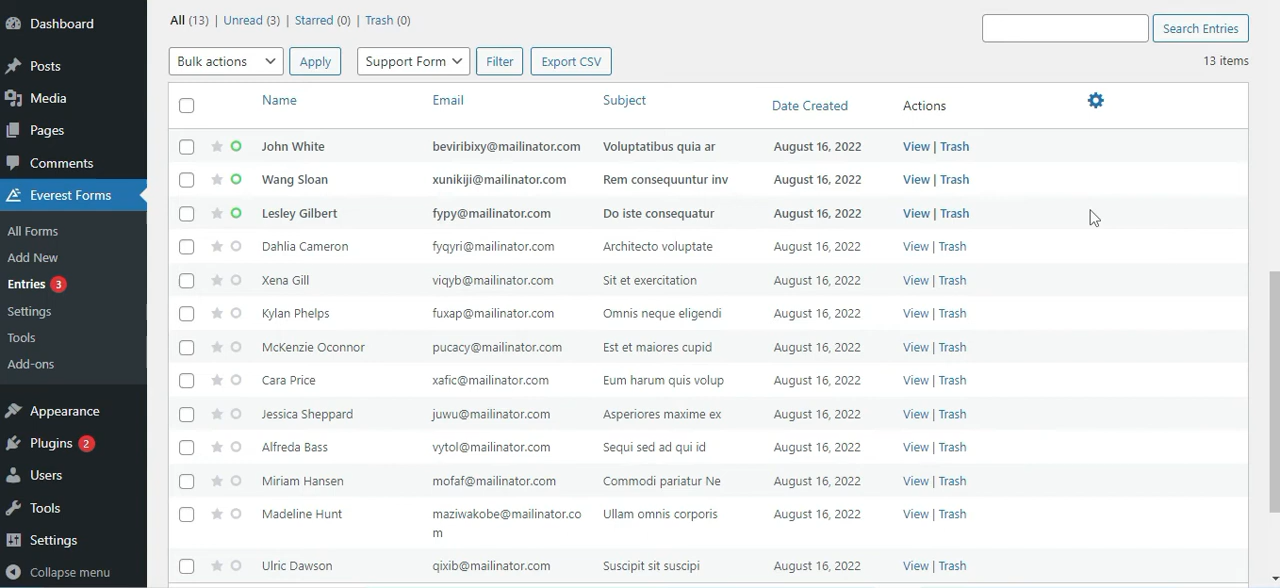 Dashboard
Posts
Media
Pages
Comments
Everest Forms
All Forms
Add New
Entries 3
Settings
Tools
Add-ons
Appearance
Plugins 2
Users
Tools
Settings
Collapse menu
All (13) | Unread (3) | Starred (0) | Trash (0)
Search Entries
Bulk actions Apply Support Form Filter Export CSV 13 items
Name Email Subject Date Created Actions
John White beviribixy@mailinator.com Voluptatibus quia ar August 16, 2022 View | Trash
Wang Sloan xunikiji@mailinator.com Rem consequuntur inv August 16, 2022 View | Trash
Lesley Gilbert fypy@mailinator.com Do iste consequatur August 16, 2022 View | Trash
Dahlia Cameron fyqyri@mailinator.com Architecto voluptate August 16, 2022 View | Trash
Xena Gill viqyb@mailinator.com Sit et exercitation August 16, 2022 View | Trash
Kylan Phelps fuxap@mailinator.com Omnis neque eligendi August 16, 2022 View | Trash
McKenzie Oconnor pucacy@mailinator.com Est et maiores cupid August 16, 2022 View | Trash
Cara Price xafic@mailinator.com Eum harum quis volup August 16, 2022 View | Trash
Jessica Sheppard juwu@mailinator.com Asperiores maxime ex August 16, 2022 View | Trash
Alfreda Bass vytol@mailinator.com Sequi sed ad qui id August 16, 2022 View | Trash
Miriam Hansen mofaf@mailinator.com Commodi pariatur Ne August 16, 2022 View | Trash
Madeline Hunt maziwakobe@mailinator.co Ullam omnis corporis August 16, 2022 View | Trash
m
Ulric Dawson qixib@mailinator.com Suscipit sit suscipi August 16, 2022 View | Trash